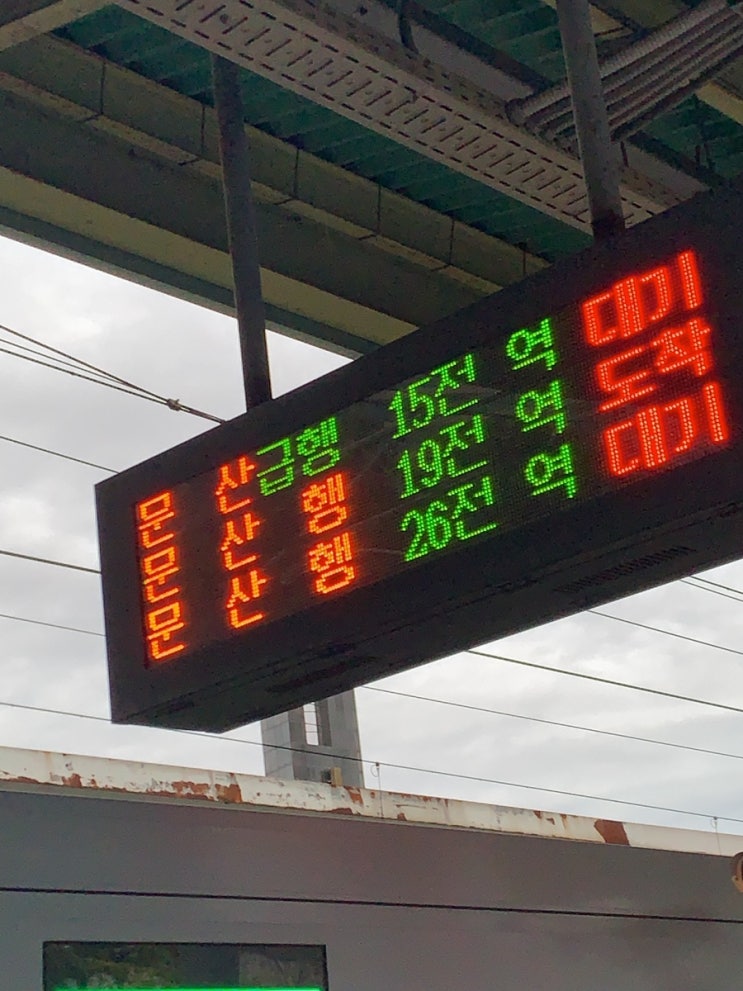 문 산급행 15전 역 대기
문 산 행 19전 역 도착
문 산 행 26전 역 대기